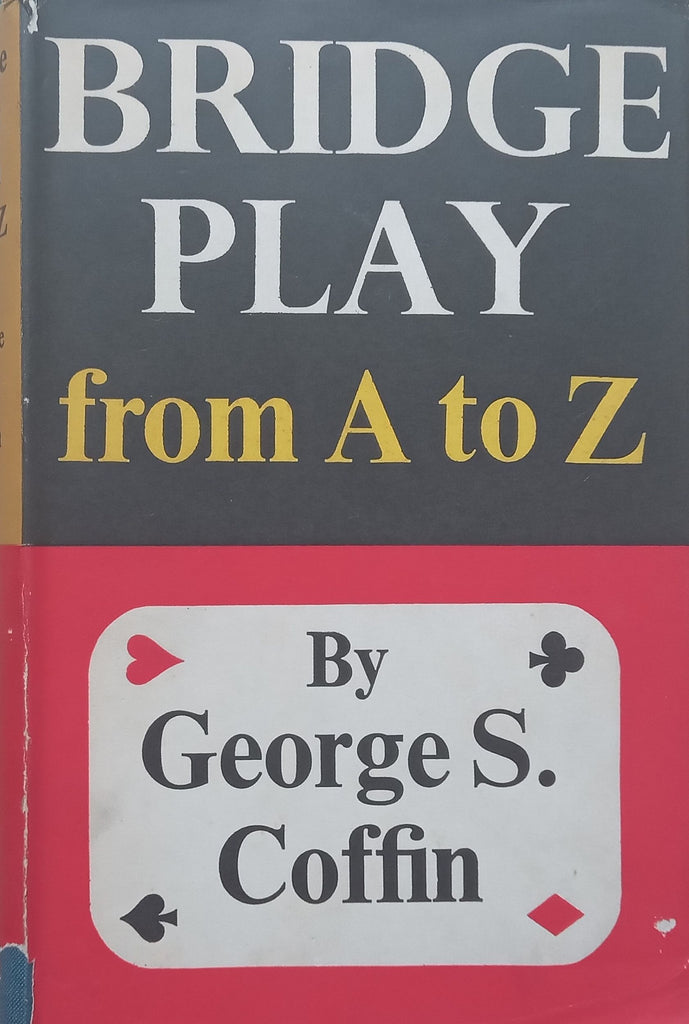 BRIDGE
PLAY
from A to Z
By
George S.
Coffin